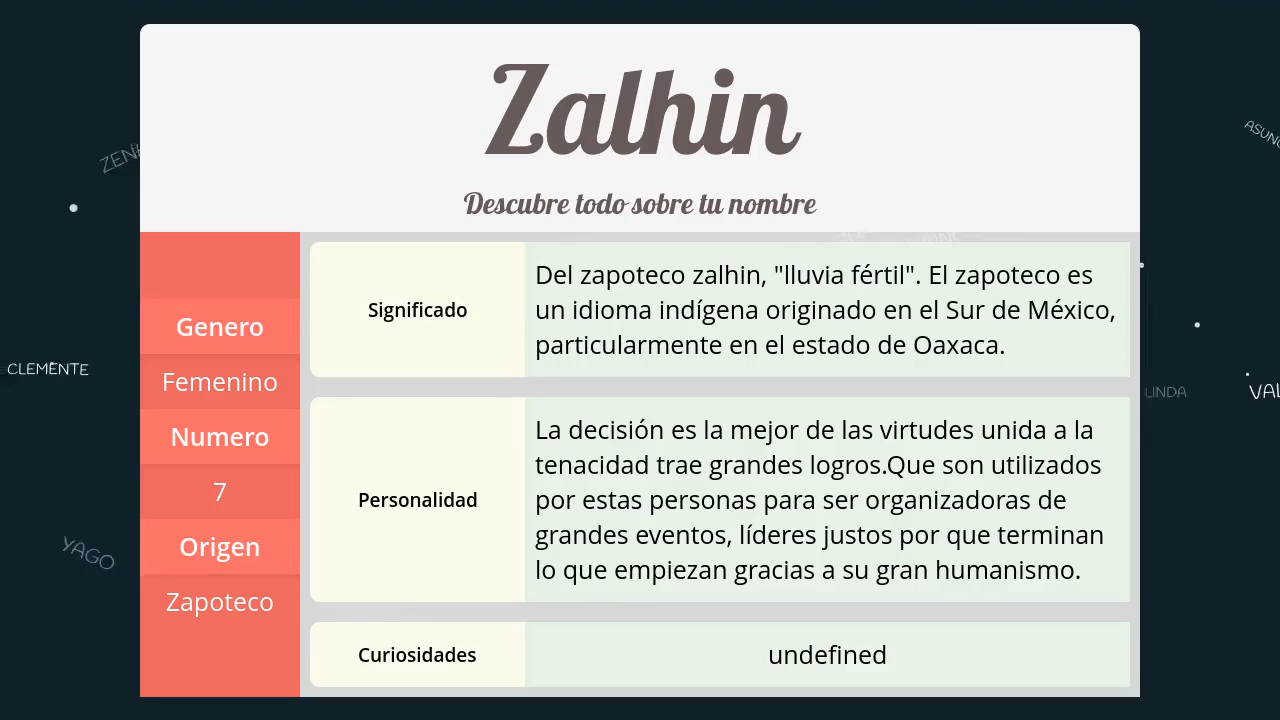 Zalhin
Descubre todo sobre tu nombre
Genero
Femenino
Numero
7
Origen
Zapoteco
Significado
Del zapoteco zalhin, "lluvia fértil". El zapoteco es
un idioma indígena originado en el Sur de México,
particularmente en el estado de Oaxaca.
Personalidad
La decisión es la mejor de las virtudes unida a la
tenacidad trae grandes logros.Que son utilizados
por estas personas para ser organizadoras de
grandes eventos, líderes justos por que terminan
lo que empiezan gracias a su gran humanismo.
Curiosidades
undefined
CLEMENTE
YAGO
LINDA